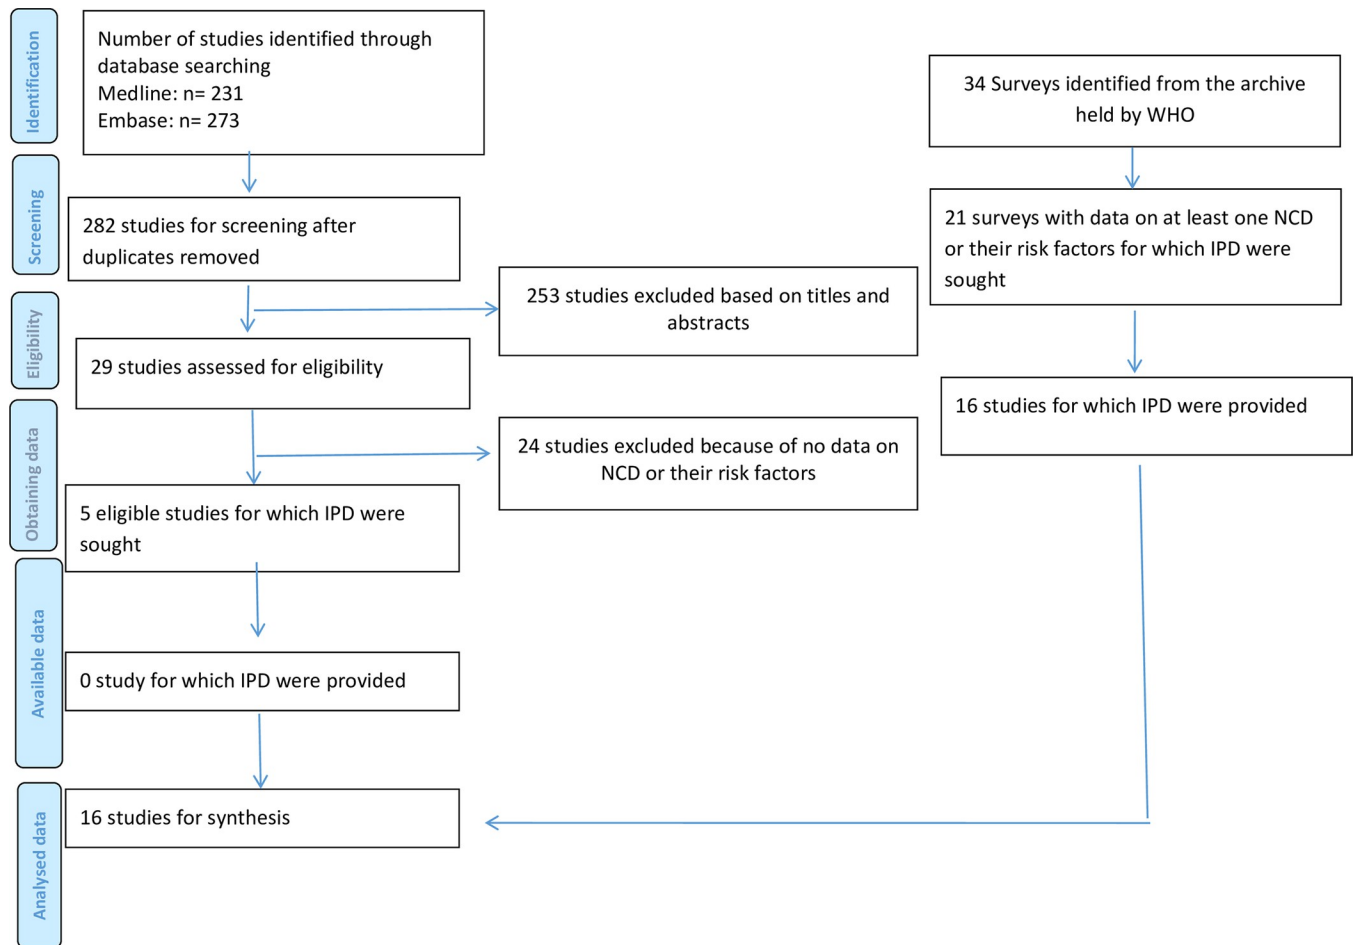 Identification
Number of studies identified through
database searching
Medline: n= 231
Embase: n= 273
34 Surveys identified from the archive
held by WHO
Screening
282 studies for screening after
duplicates removed
21 surveys with data on at least one NCD
or their risk factors for which IPD were
sought
253 studies excluded based on titles and
abstracts
Eligibility
29 studies assessed for eligibility
16 studies for which IPD were provided
Obtaining data
24 studies excluded because of no data on
NCD or their risk factors
5 eligible studies for which IPD were
sought
Available data
0 study for which IPD were provided
Analysed data
16 studies for synthesis